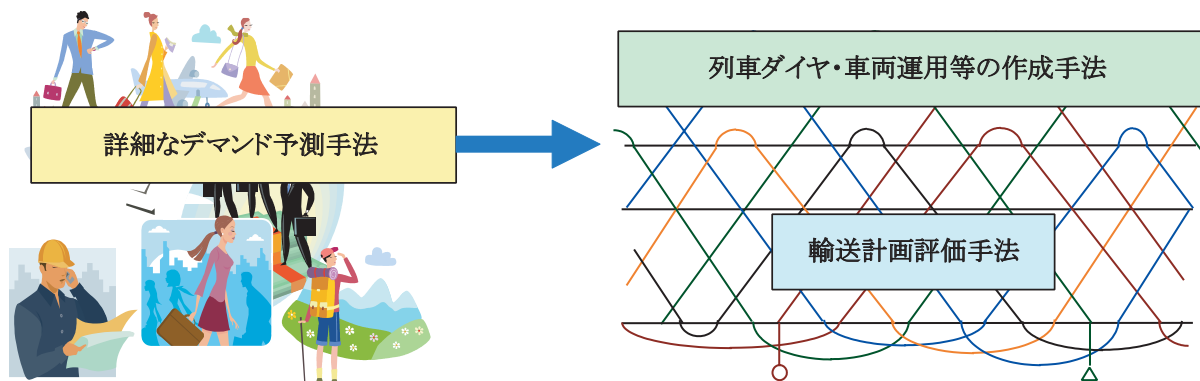 詳細なデマンド予測手法
列車ダイヤ・車両運用等の作成手法
輸送計画評価手法